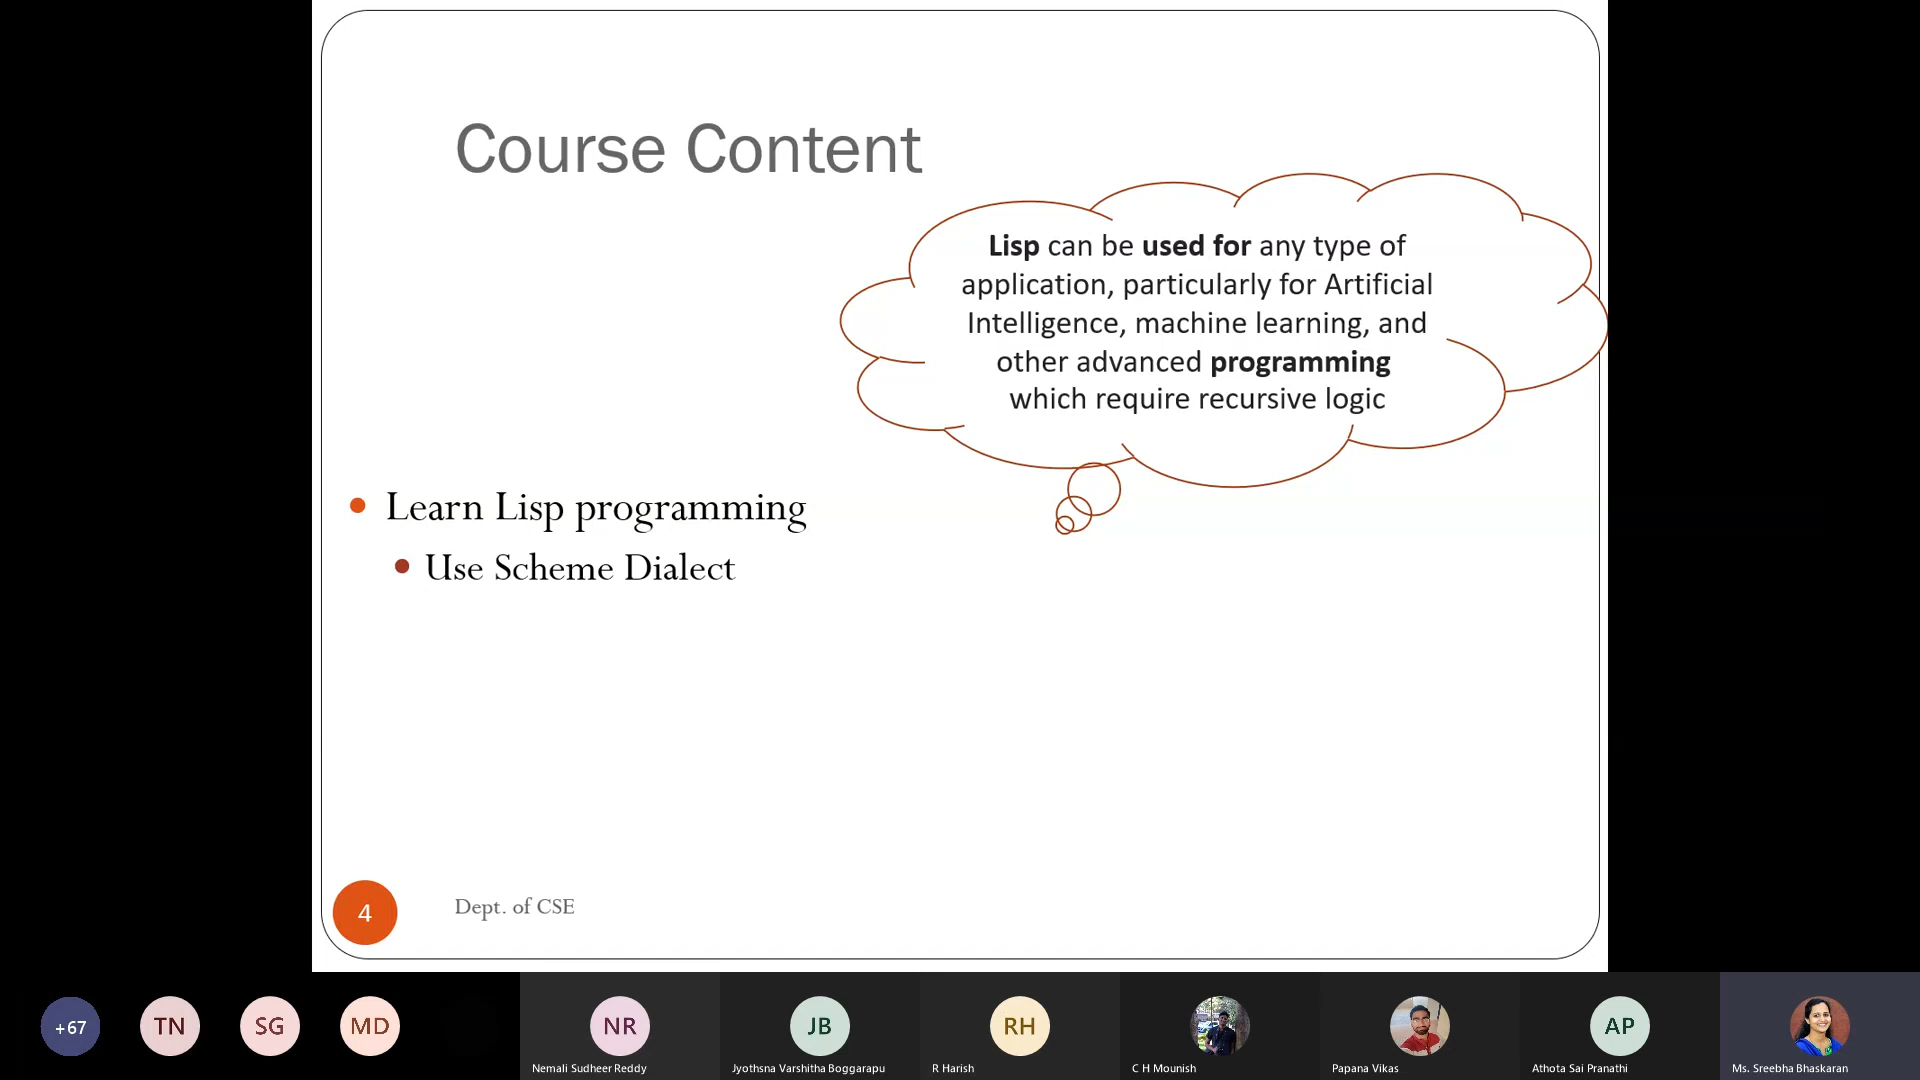 Course Content
Lisp can be used for any type of
application, particularly for Artificial
Intelligence, machine learning, and
other advanced programming
which require recursive logic
Learn Lisp programming
Use Scheme Dialect
4
Dept. of CSE
+67
TN
SG
MD
NR
JB
RH
AP
Nemali Sudheer Reddy
Jyothsna Varshitha Boggarapu
R Harish
C H Mounish
Papana Vikas
Athota Sai Pranathi
Ms. Sreebha Bhaskaran